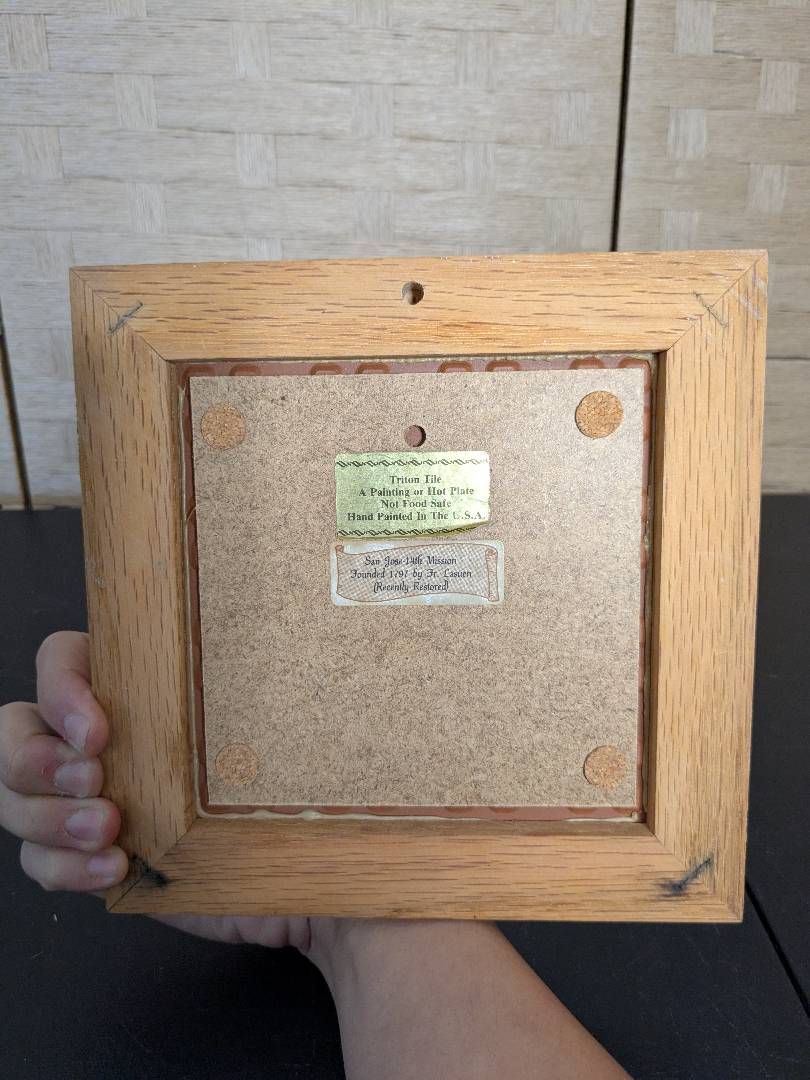 Triton Tile
A Painting or Hot Plate
Not Food Safe
Hand Painted In The U.S.A.
San Jose-14th Mission
Founded 1797 by Fr. Lasuen
(Recently Restored)